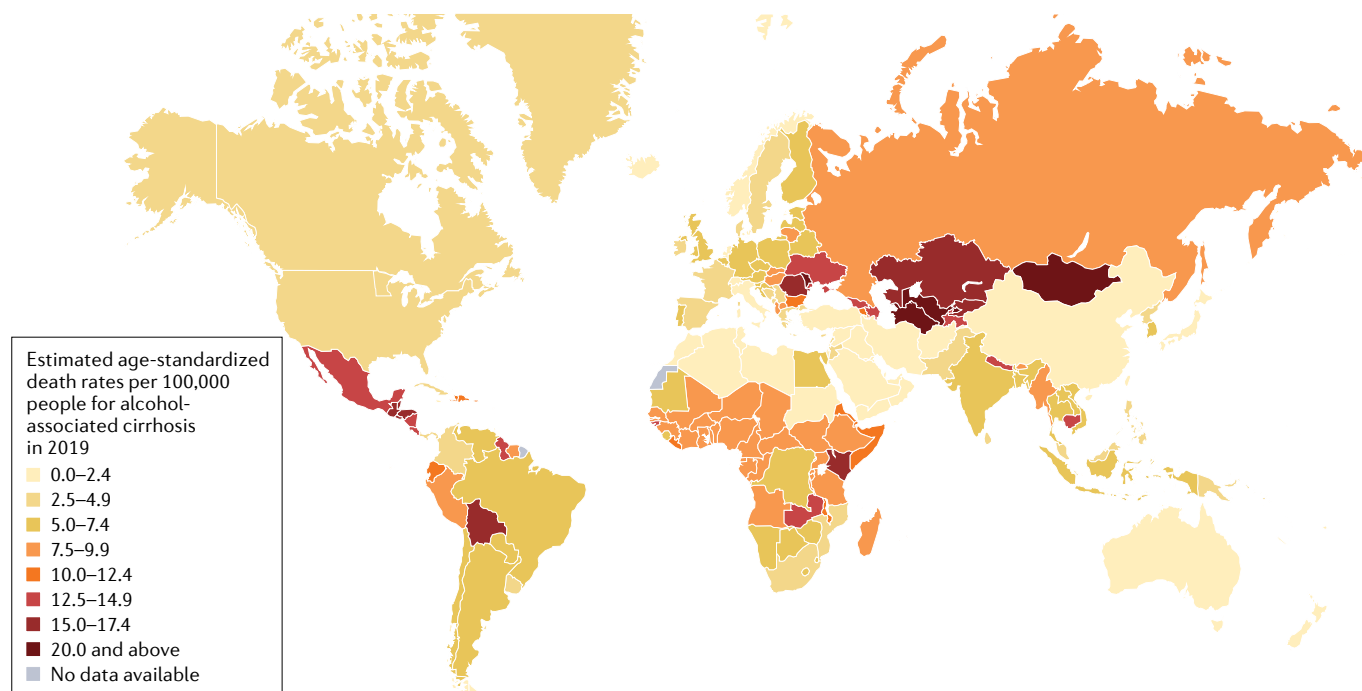 Estimated age-standardized
death rates per 100,000
people for alcohol-
associated cirrhosis
in 2019
0.0–2.4
2.5–4.9
5.0–7.4
7.5–9.9
10.0–12.4
12.5–14.9
15.0–17.4
20.0 and above
No data available